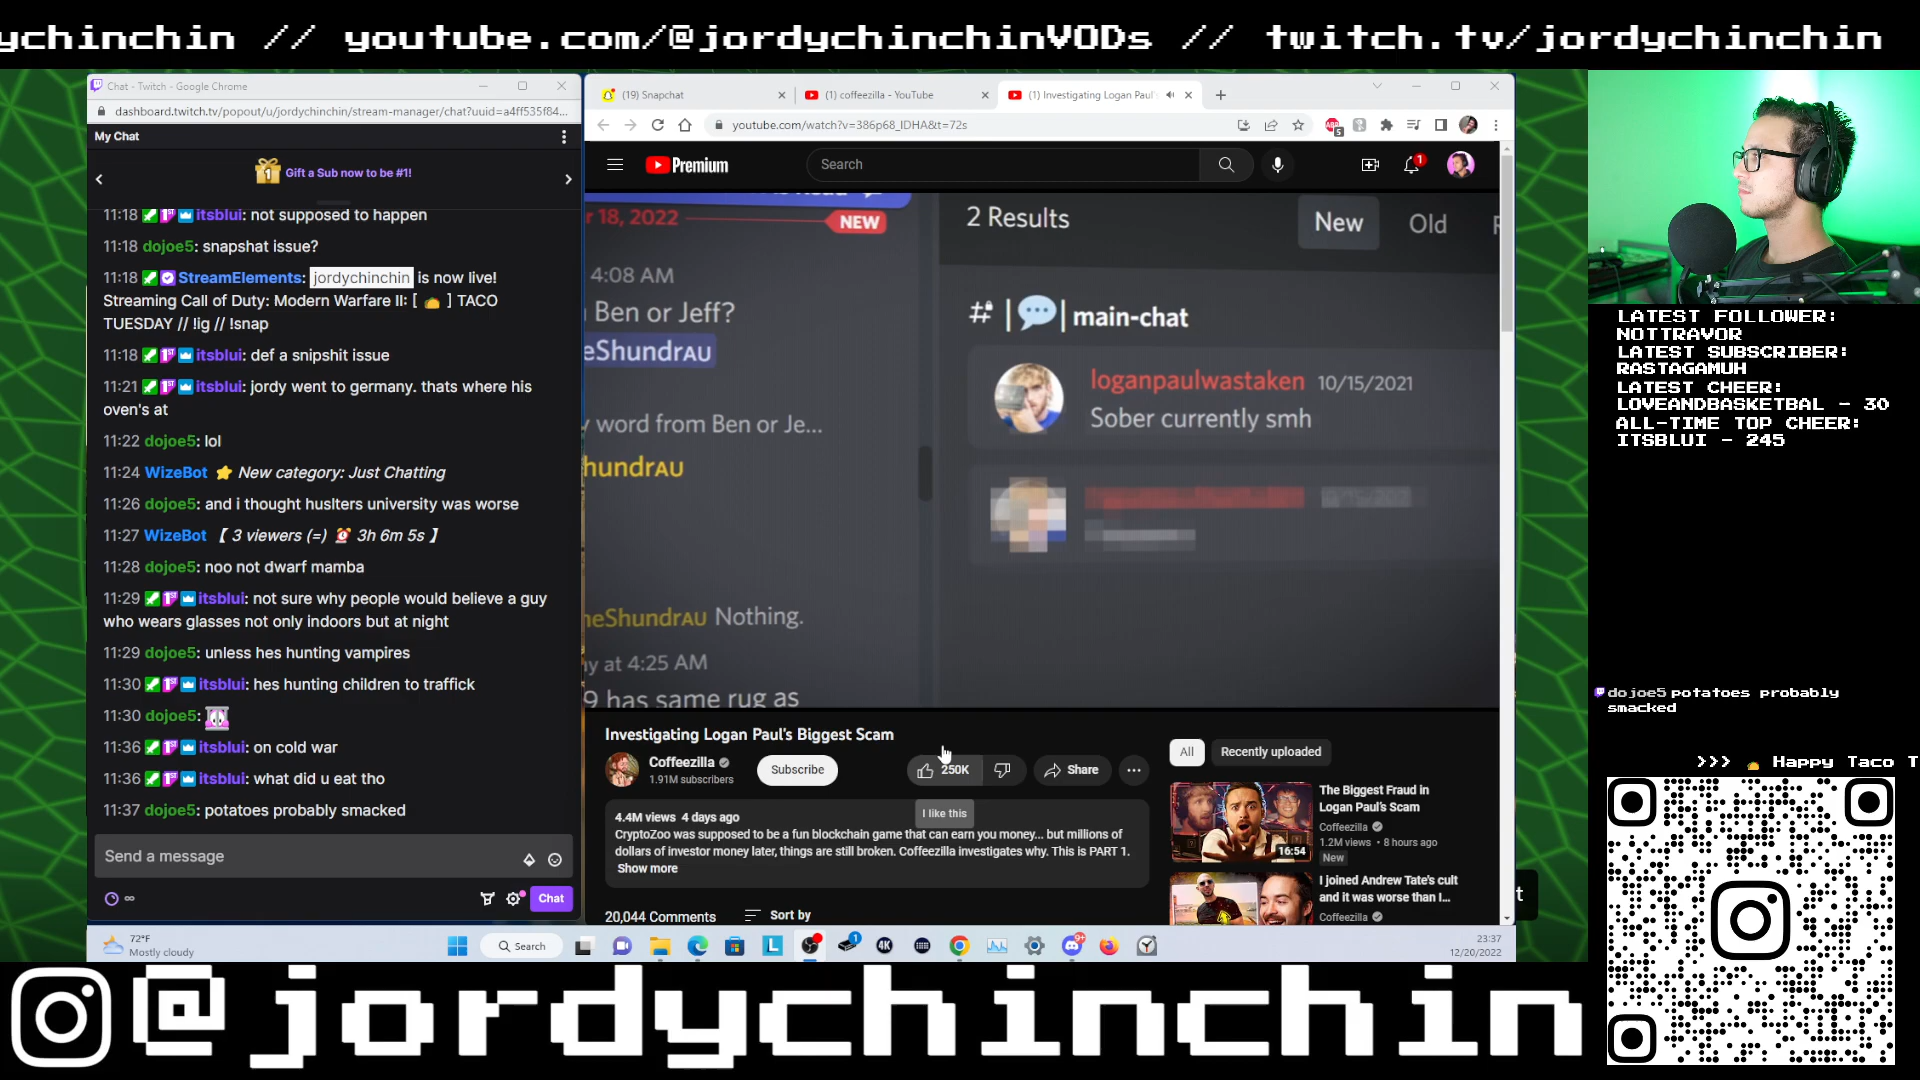 ychinchin // youtube.com/@jordychinchinVODs // twitch.tv/jordychinchin
Chat - Twitch - Google Chrome
dashboard.twitch.tv/popout/u/jordychinchin/stream-manager/chat?uuid=a4ff535f84...
My Chat
1 Gift a Sub now to be #1!
11:18 itsblui: not supposed to happen
11:18 dojoe5: snapshat issue?
11:18 StreamElements: jordychinchin is now live!
Streaming Call of Duty: Modern Warfare II: [ 🌮 ] TACO
TUESDAY // !ig // !snap
11:18 itsblui: def a snipshit issue
11:21 itsblui: jordy went to germany. thats where his
oven's at
11:22 dojoe5: lol
11:24 WizeBot ⭐ New category: Just Chatting
11:26 dojoe5: and i thought huslters university was worse
11:27 WizeBot 【 3 viewers (=) ⏰ 3h 6m 5s 】
11:28 dojoe5: noo not dwarf mamba
11:29 itsblui: not sure why people would believe a guy
who wears glasses not only indoors but at night
11:29 dojoe5: unless hes hunting vampires
11:30 itsblui: hes hunting children to traffick
11:30 dojoe5:
11:36 itsblui: on cold war
11:36 itsblui: what did u eat tho
11:37 dojoe5: potatoes probably smacked
Send a message
Chat
(19) Snapchat
(1) coffeezilla - YouTube
(1) Investigating Logan Paul'
youtube.com/watch?v=386p68_IDHA&t=72s
Premium
Search
1
r 18, 2022
NEW
4:08 AM
Ben or Jeff?
eShundrAU
word from Ben or Je...
hundrAU
eShundrAU Nothing.
y at 4:25 AM
9 has same rug as
2 Results
New
Old
# | 💬 | main-chat
loganpaulwastaken 10/15/2021
Sober currently smh
Investigating Logan Paul's Biggest Scam
Coffeezilla
1.91M subscribers
Subscribe
250K
Share
I like this
4.4M views 4 days ago
CryptoZoo was supposed to be a fun blockchain game that can earn you money... but millions of
dollars of investor money later, things are still broken. Coffeezilla investigates why. This is PART 1.
Show more
20,044 Comments
Sort by
All
Recently uploaded
The Biggest Fraud in
Logan Paul's Scam
Coffeezilla
1.2M views • 8 hours ago
New
16:54
I joined Andrew Tate's cult
and it was worse than I...
Coffeezilla
72°F
Mostly cloudy
Search
23:37
12/20/2022
LATEST FOLLOWER:
NOTTRAVOR
LATEST SUBSCRIBER:
RASTAGAMUH
LATEST CHEER:
LOVEANDBASKETBAL - 30
ALL-TIME TOP CHEER:
ITSBLUI - 245
dojoe5 potatoes probably
smacked
>>> 🌮 Happy Taco T
@jordychinchin